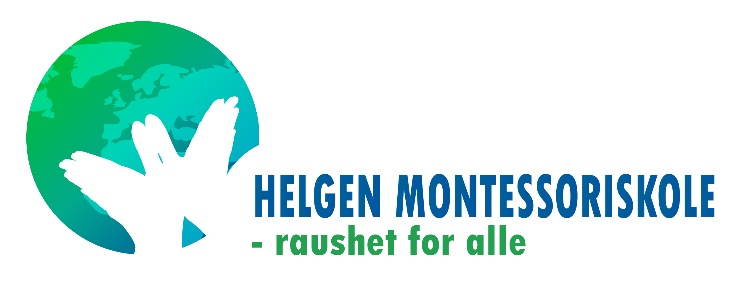 HELGEN MONTESSORISKOLE
- raushet for alle